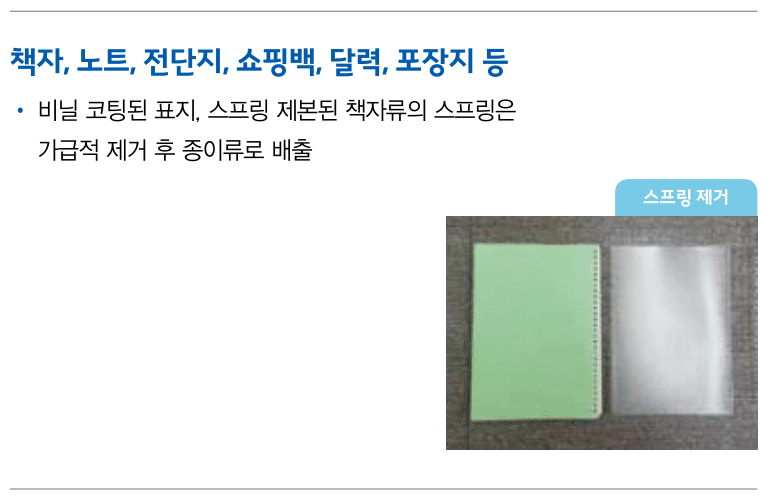 책자, 노트, 전단지, 쇼핑백, 달력, 포장지 등
• 비닐 코팅된 표지, 스프링 제본된 책자류의 스프링은
가급적 제거 후 종이류로 배출
스프링 제거